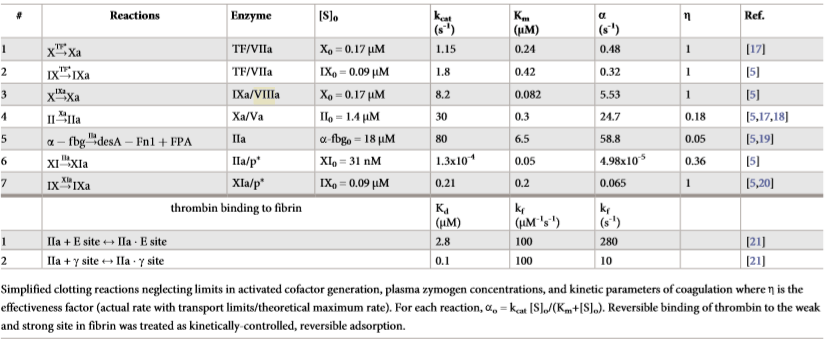 # Reactions Enzyme [S]₀ kcat (s⁻¹) Km (μM) α (s⁻¹) η Ref.
1 X—TF*→Xa TF/VIIa X₀ = 0.17 μM 1.15 0.24 0.48 1 [17]
2 IX—TF*→IXa TF/VIIa IX₀ = 0.09 μM 1.8 0.42 0.32 1 [5]
3 X—IXa→Xa IXa/VIIIa X₀ = 0.17 μM 8.2 0.082 5.53 1 [5]
4 II—Xa→IIa Xa/Va II₀ = 1.4 μM 30 0.3 24.7 0.18 [5,17,18]
5 α − fbg—IIa→desA − Fn1 + FPA IIa α-fbg₀ = 18 μM 80 6.5 58.8 0.05 [5,19]
6 XI—IIa→XIa IIa/p* XI₀ = 31 nM 1.3x10⁻⁴ 0.05 4.98x10⁻⁵ 0.36 [5]
7 IX—XIa→IXa XIa/p* IX₀ = 0.09 μM 0.21 0.2 0.065 1 [5,20]
thrombin binding to fibrin Kd (μM) kf (μM⁻¹s⁻¹) kf (s⁻¹)
1 IIa + E site ↔ IIa · E site 2.8 100 280 [21]
2 IIa + γ site ↔ IIa · γ site 0.1 100 10 [21]
Simplified clotting reactions neglecting limits in activated cofactor generation, plasma zymogen concentrations, and kinetic parameters of coagulation where η is the
effectiveness factor (actual rate with transport limits/theoretical maximum rate). For each reaction, αₒ = kcat [S]ₒ/(Km+[S]ₒ). Reversible binding of thrombin to the weak
and strong site in fibrin was treated as kinetically-controlled, reversible adsorption.